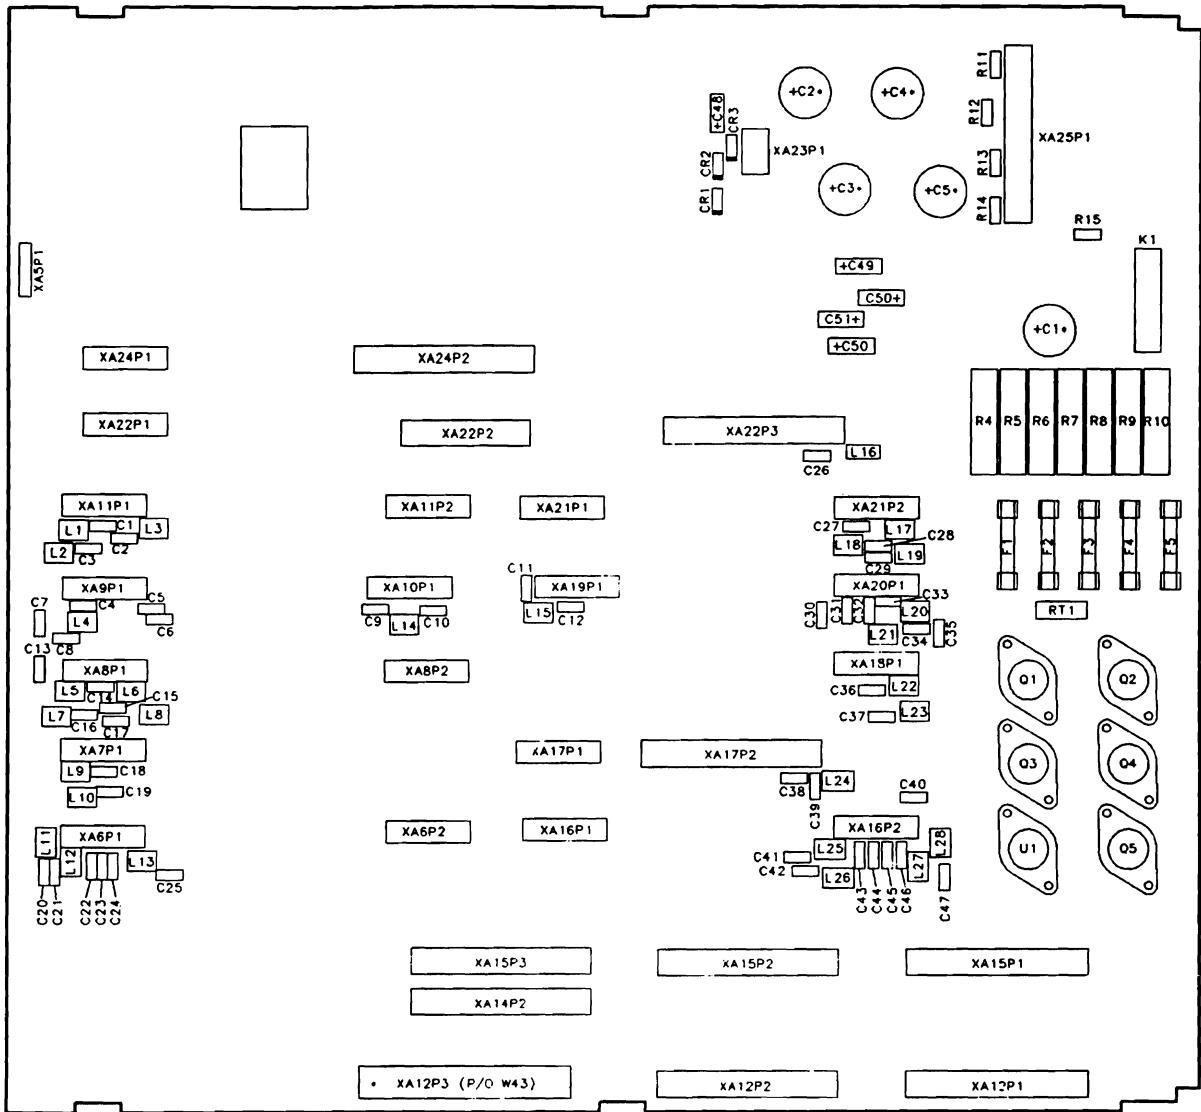 R11
+C2•
+C4•
+C48
R12
CR3
XA25P1
XA23P1
CR2
R13
+C3•
+C5•
CR1
R14
R15
K1
XA5P1
+C49
C50+
C51+
+C1•
+C50
XA24P1
XA24P2
XA22P1
XA22P2
XA22P3
R4
R5
R6
R7
R8
R9
R10
L16
C26
XA11P1
XA11P2
XA21P1
XA21P2
L1
C1
L3
C2
L2
C3
C27
L17
C28
L18
L19
C29
F1
F2
F3
F4
F5
XA9P1
XA10P1
C11
XA19P1
XA20P1
C7
C4
C5
L4
C6
C8
C9
C10
L14
L15
C12
C30
C31
C32
C33
L20
L21
C34
C35
RT1
C13
XA8P1
XA8P2
XA18P1
L5
C14
L6
C15
L7
C16
C17
L8
C36
L22
C37
L23
Q1
Q2
XA7P1
XA17P1
XA17P2
L9
C18
L10
C19
C38
C39
L24
C40
Q3
Q4
XA6P1
XA6P2
XA16P1
XA16P2
L11
L12
L13
C25
C20
C21
C22
C23
C24
C41
C42
L25
L26
L27
L28
C43
C44
C45
C46
C47
U1
Q5
XA15P3
XA15P2
XA15P1
XA14P2
• XA12P3 (P/O W43)
XA12P2
XA12P1